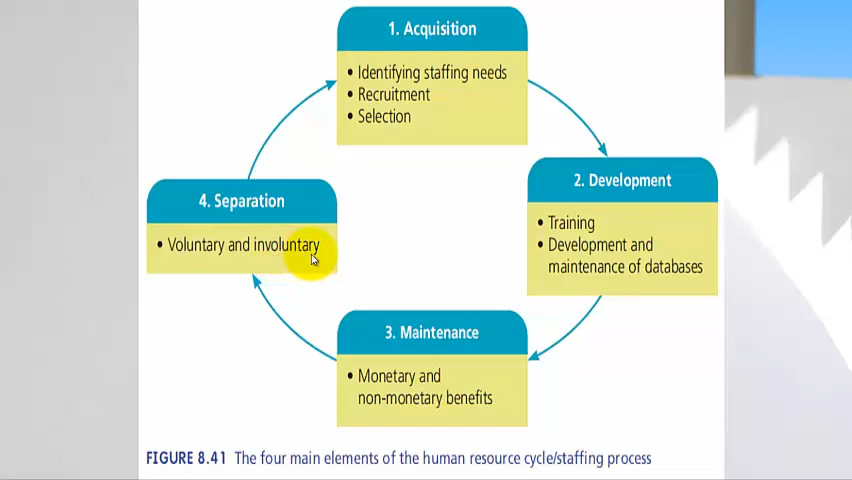 1. Acquisition
• Identifying staffing needs
• Recruitment
• Selection
2. Development
• Training
• Development and
maintenance of databases
3. Maintenance
• Monetary and
non-monetary benefits
4. Separation
• Voluntary and involuntary
FIGURE 8.41 The four main elements of the human resource cycle/staffing process